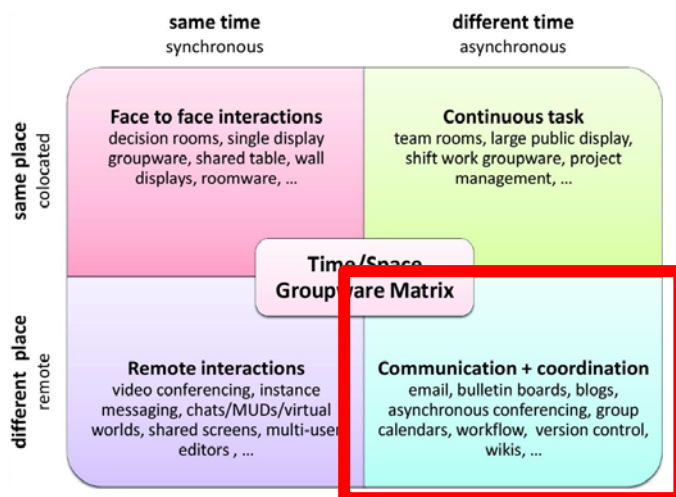 same time
synchronous
different time
asynchronous
same place
colocated
Face to face interactions
decision rooms, single display
groupware, shared table, wall
displays, roomware, ...
Continuous task
team rooms, large public display,
shift work groupware, project
management, ...
Time/Space
Groupware Matrix
different place
remote
Remote interactions
video conferencing, instance
messaging, chats/MUDs/virtual
worlds, shared screens, multi-user
editors , ...
Communication + coordination
email, bulletin boards, blogs,
asynchronous conferencing, group
calendars, workflow, version control,
wikis, ...